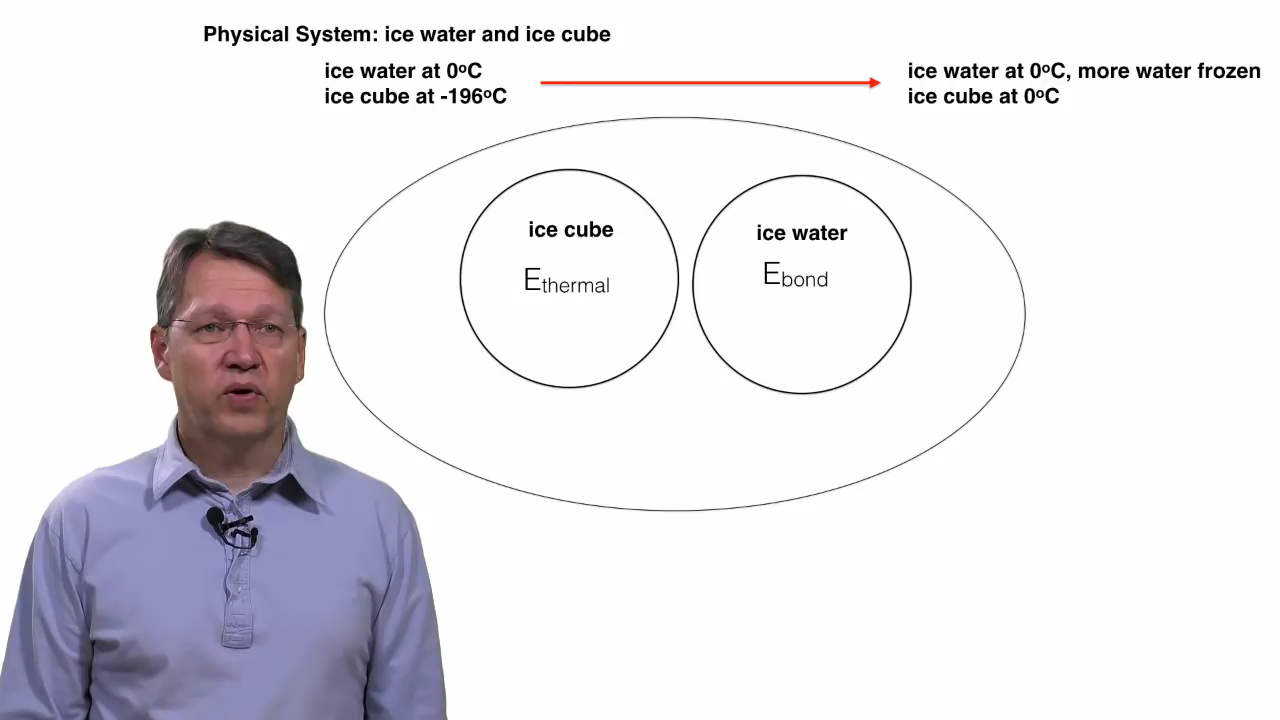 Physical System: ice water and ice cube
ice water at 0ºC
ice cube at -196ºC
ice water at 0ºC, more water frozen
ice cube at 0ºC
ice cube
Ethermal
ice water
Ebond